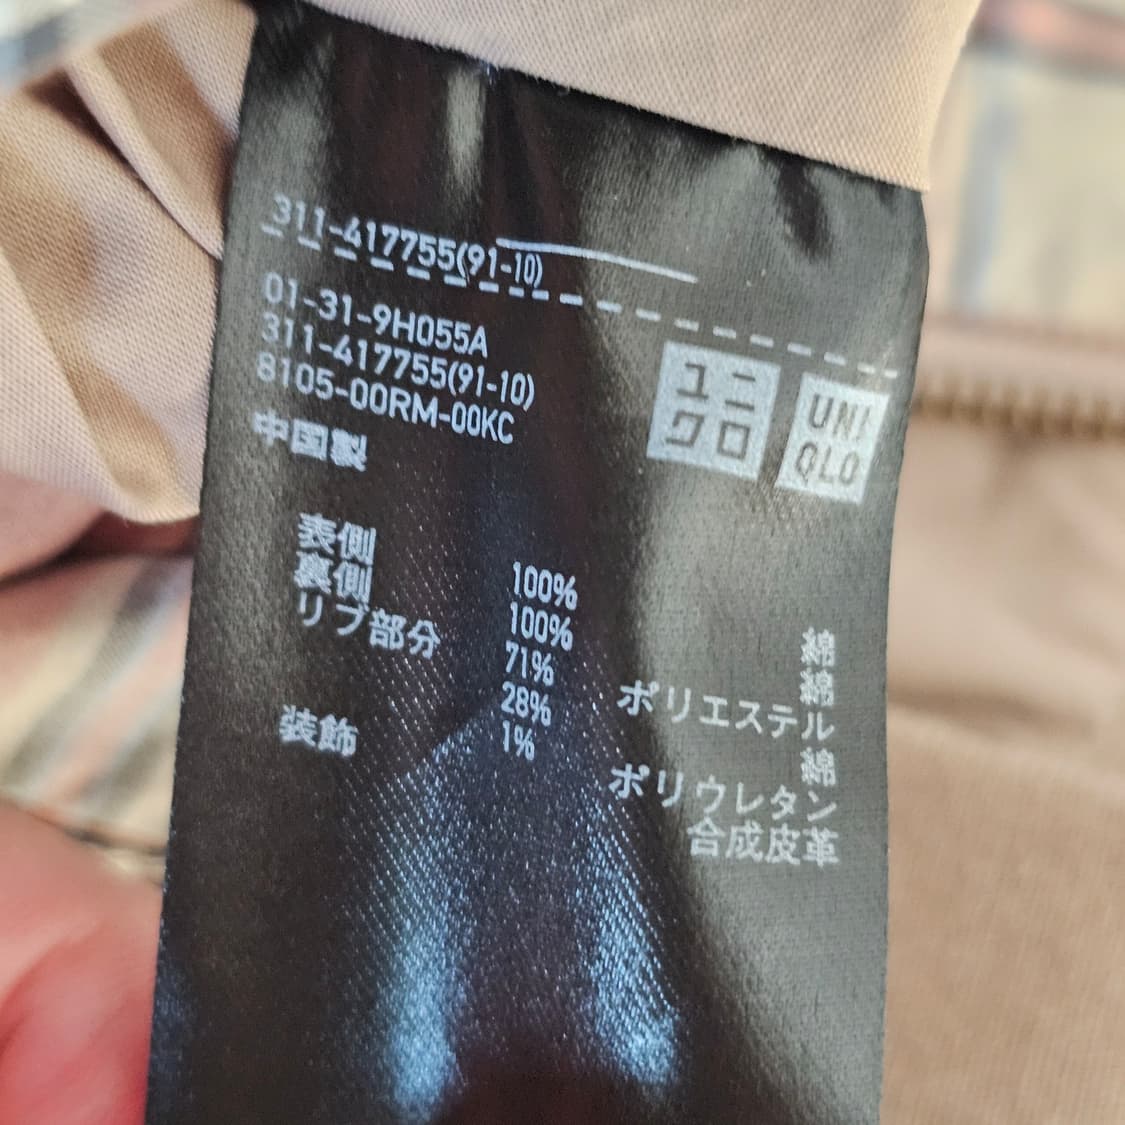 311-417755(91-10)
01-31-9H055A
311-417755(91-10)
8105-00RM-00KC
中国製
ユニ
クロ
UNI
QLO
表側 100% 綿
裏側 100% 綿
リブ部分 71% ポリエステル
28% 綿
1% ポリウレタン
装飾 合成皮革